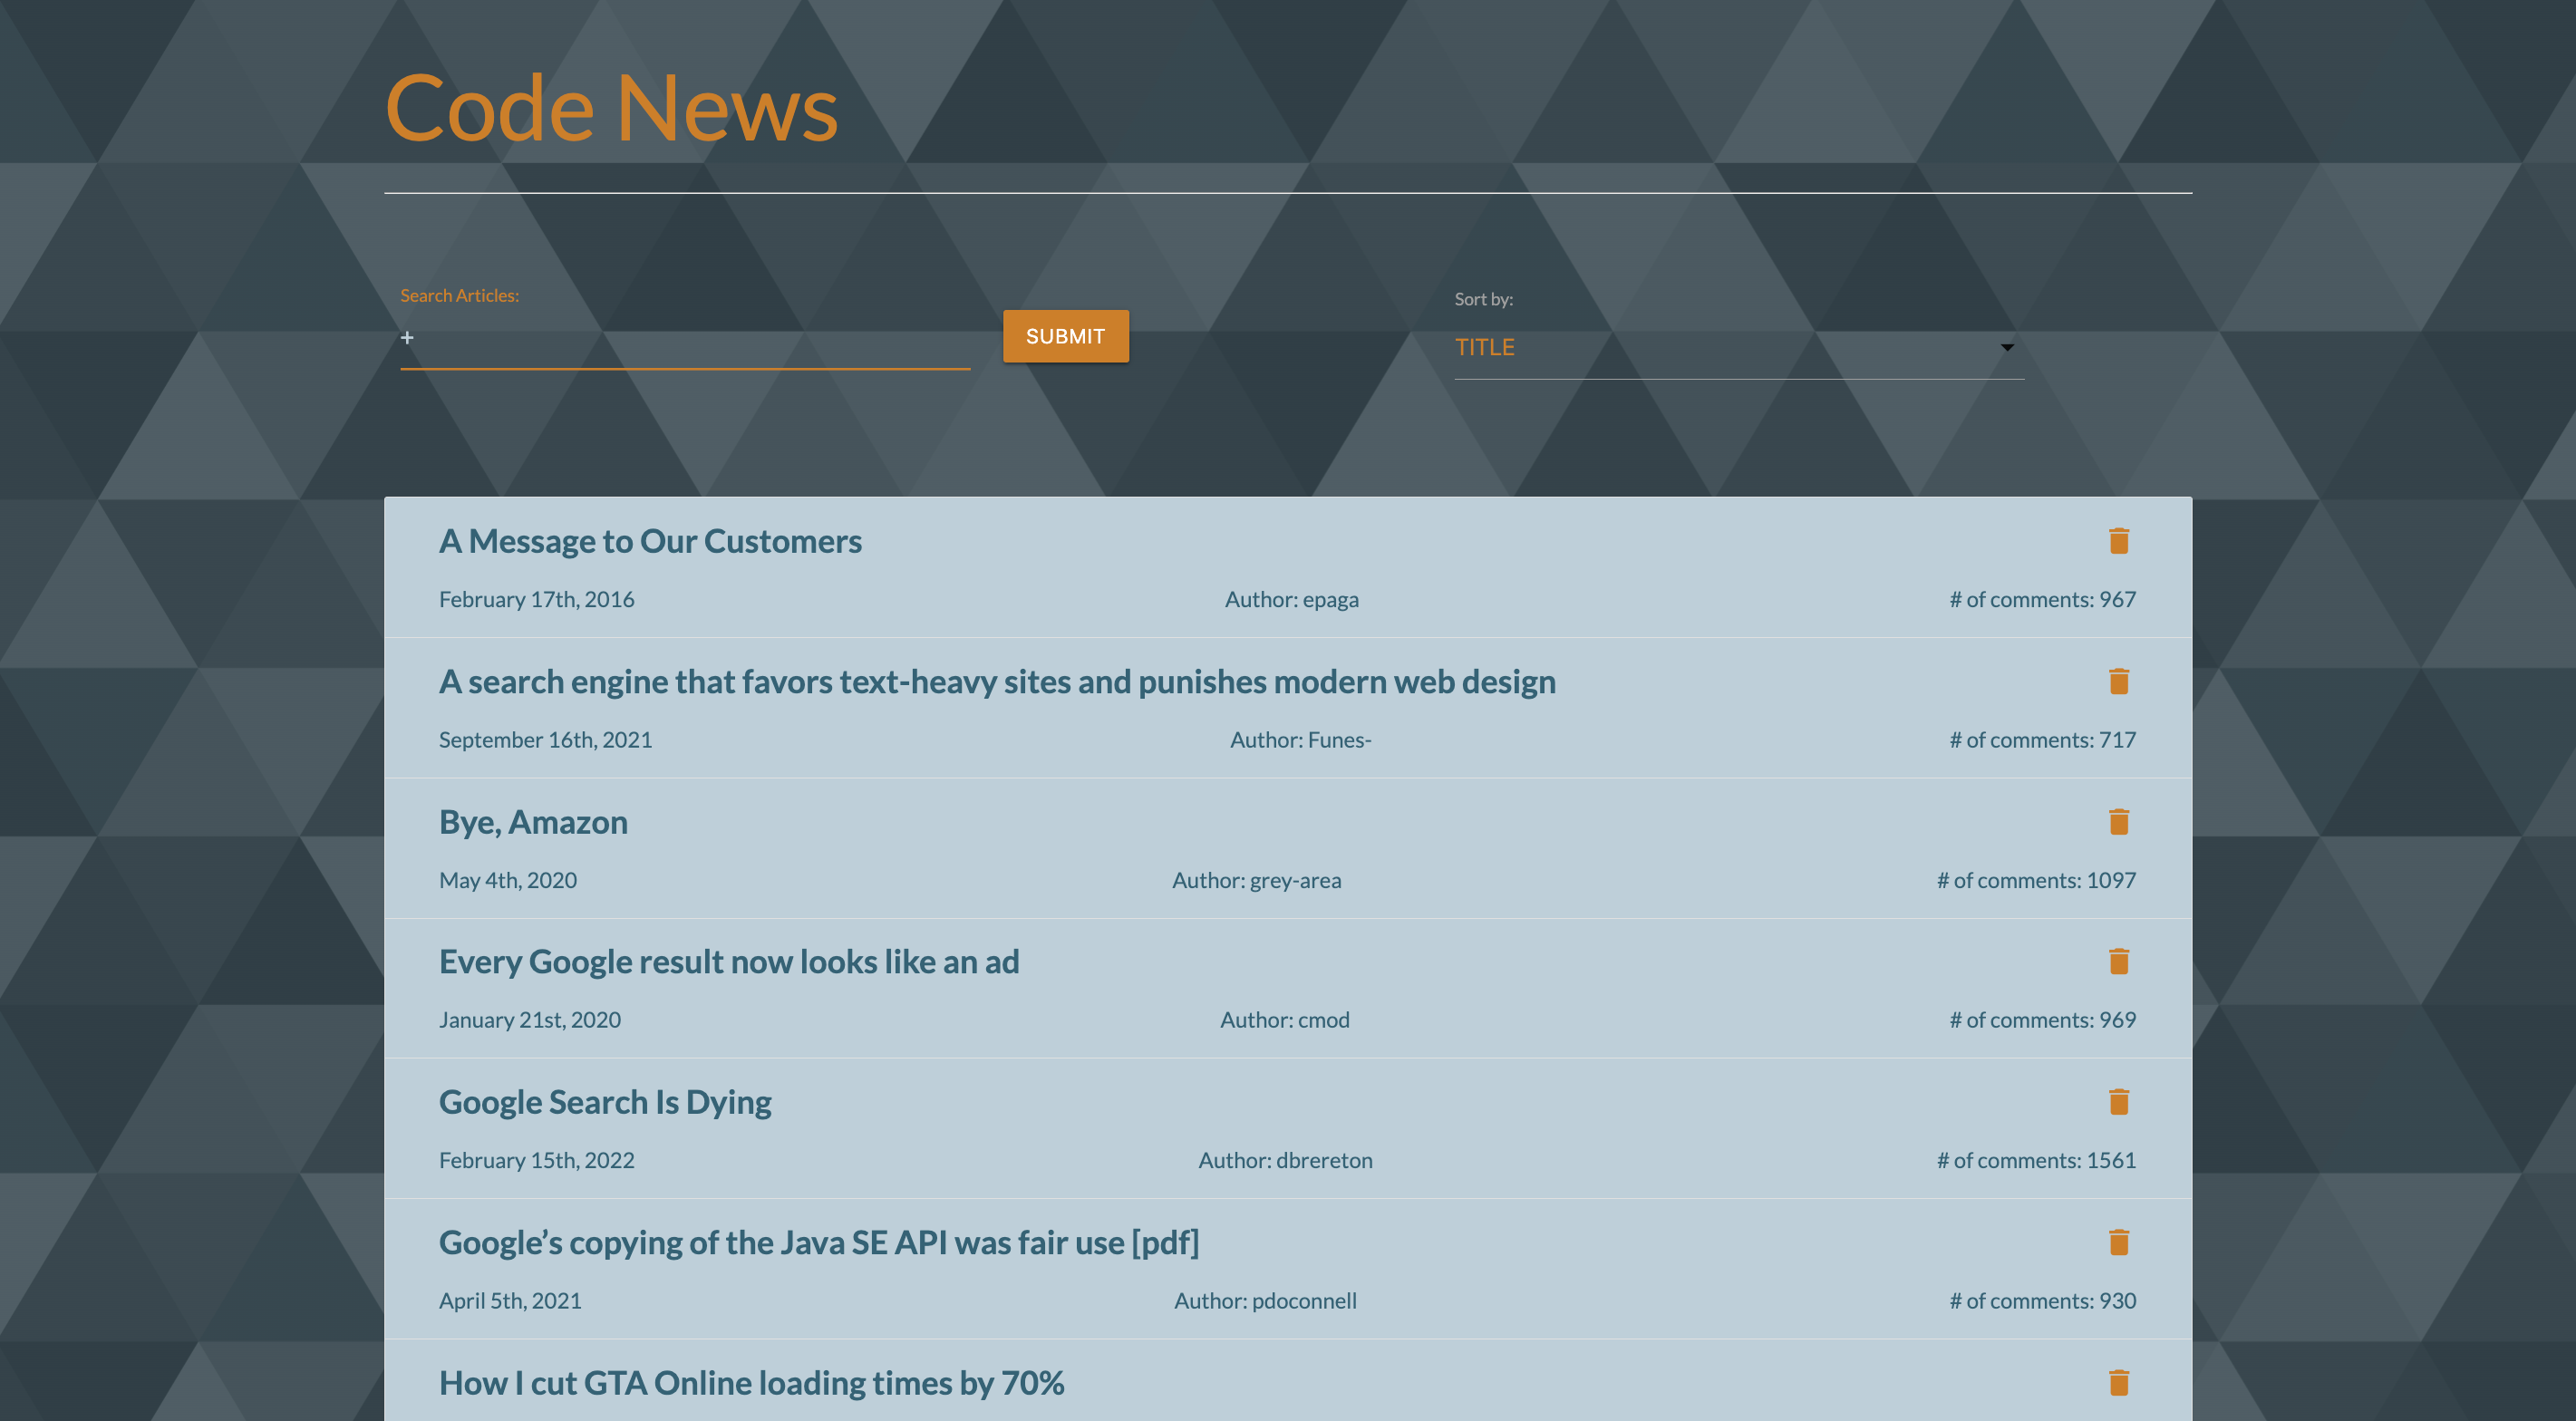 Code News
Search Articles:
+
SUBMIT
Sort by:
TITLE
A Message to Our Customers
February 17th, 2016 Author: epaga # of comments: 967
A search engine that favors text-heavy sites and punishes modern web design
September 16th, 2021 Author: Funes- # of comments: 717
Bye, Amazon
May 4th, 2020 Author: grey-area # of comments: 1097
Every Google result now looks like an ad
January 21st, 2020 Author: cmod # of comments: 969
Google Search Is Dying
February 15th, 2022 Author: dbrereton # of comments: 1561
Google’s copying of the Java SE API was fair use [pdf]
April 5th, 2021 Author: pdoconnell # of comments: 930
How I cut GTA Online loading times by 70%